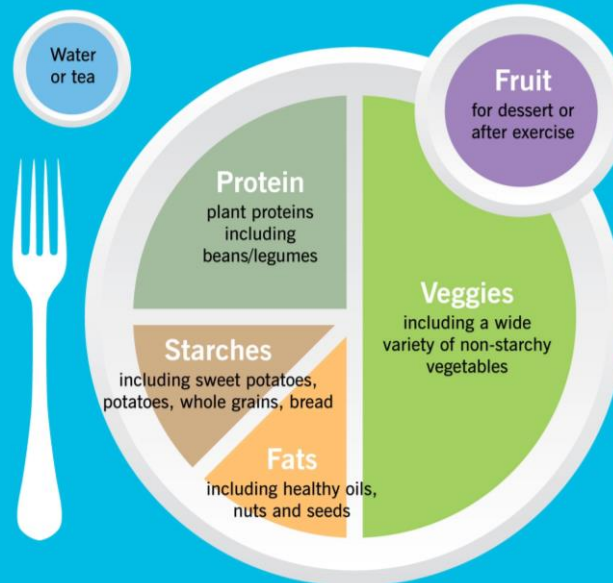 Water
or tea
Fruit
for dessert or
after exercise
Protein
plant proteins
including
beans/legumes
Veggies
including a wide
variety of non-starchy
vegetables
Starches
including sweet potatoes,
potatoes, whole grains, bread
Fats
including healthy oils,
nuts and seeds